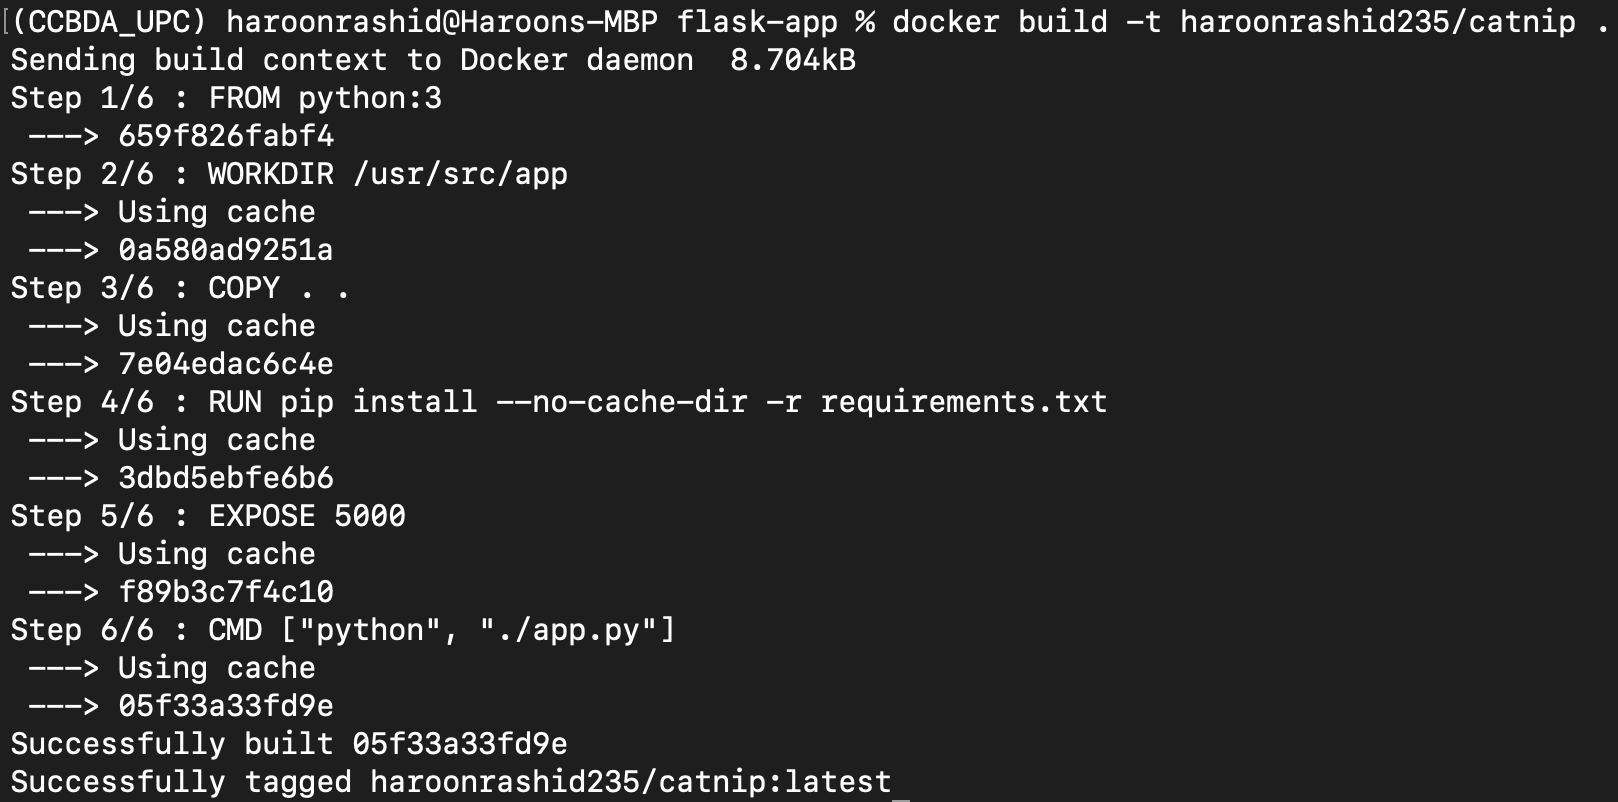 [(CCBDA_UPC) haroonrashid@Haroons-MBP flask-app % docker build -t haroonrashid235/catnip .
Sending build context to Docker daemon  8.704kB
Step 1/6 : FROM python:3
 ---> 659f826fabf4
Step 2/6 : WORKDIR /usr/src/app
 ---> Using cache
 ---> 0a580ad9251a
Step 3/6 : COPY . .
 ---> Using cache
 ---> 7e04edac6c4e
Step 4/6 : RUN pip install --no-cache-dir -r requirements.txt
 ---> Using cache
 ---> 3dbd5ebfe6b6
Step 5/6 : EXPOSE 5000
 ---> Using cache
 ---> f89b3c7f4c10
Step 6/6 : CMD ["python", "./app.py"]
 ---> Using cache
 ---> 05f33a33fd9e
Successfully built 05f33a33fd9e
Successfully tagged haroonrashid235/catnip:latest